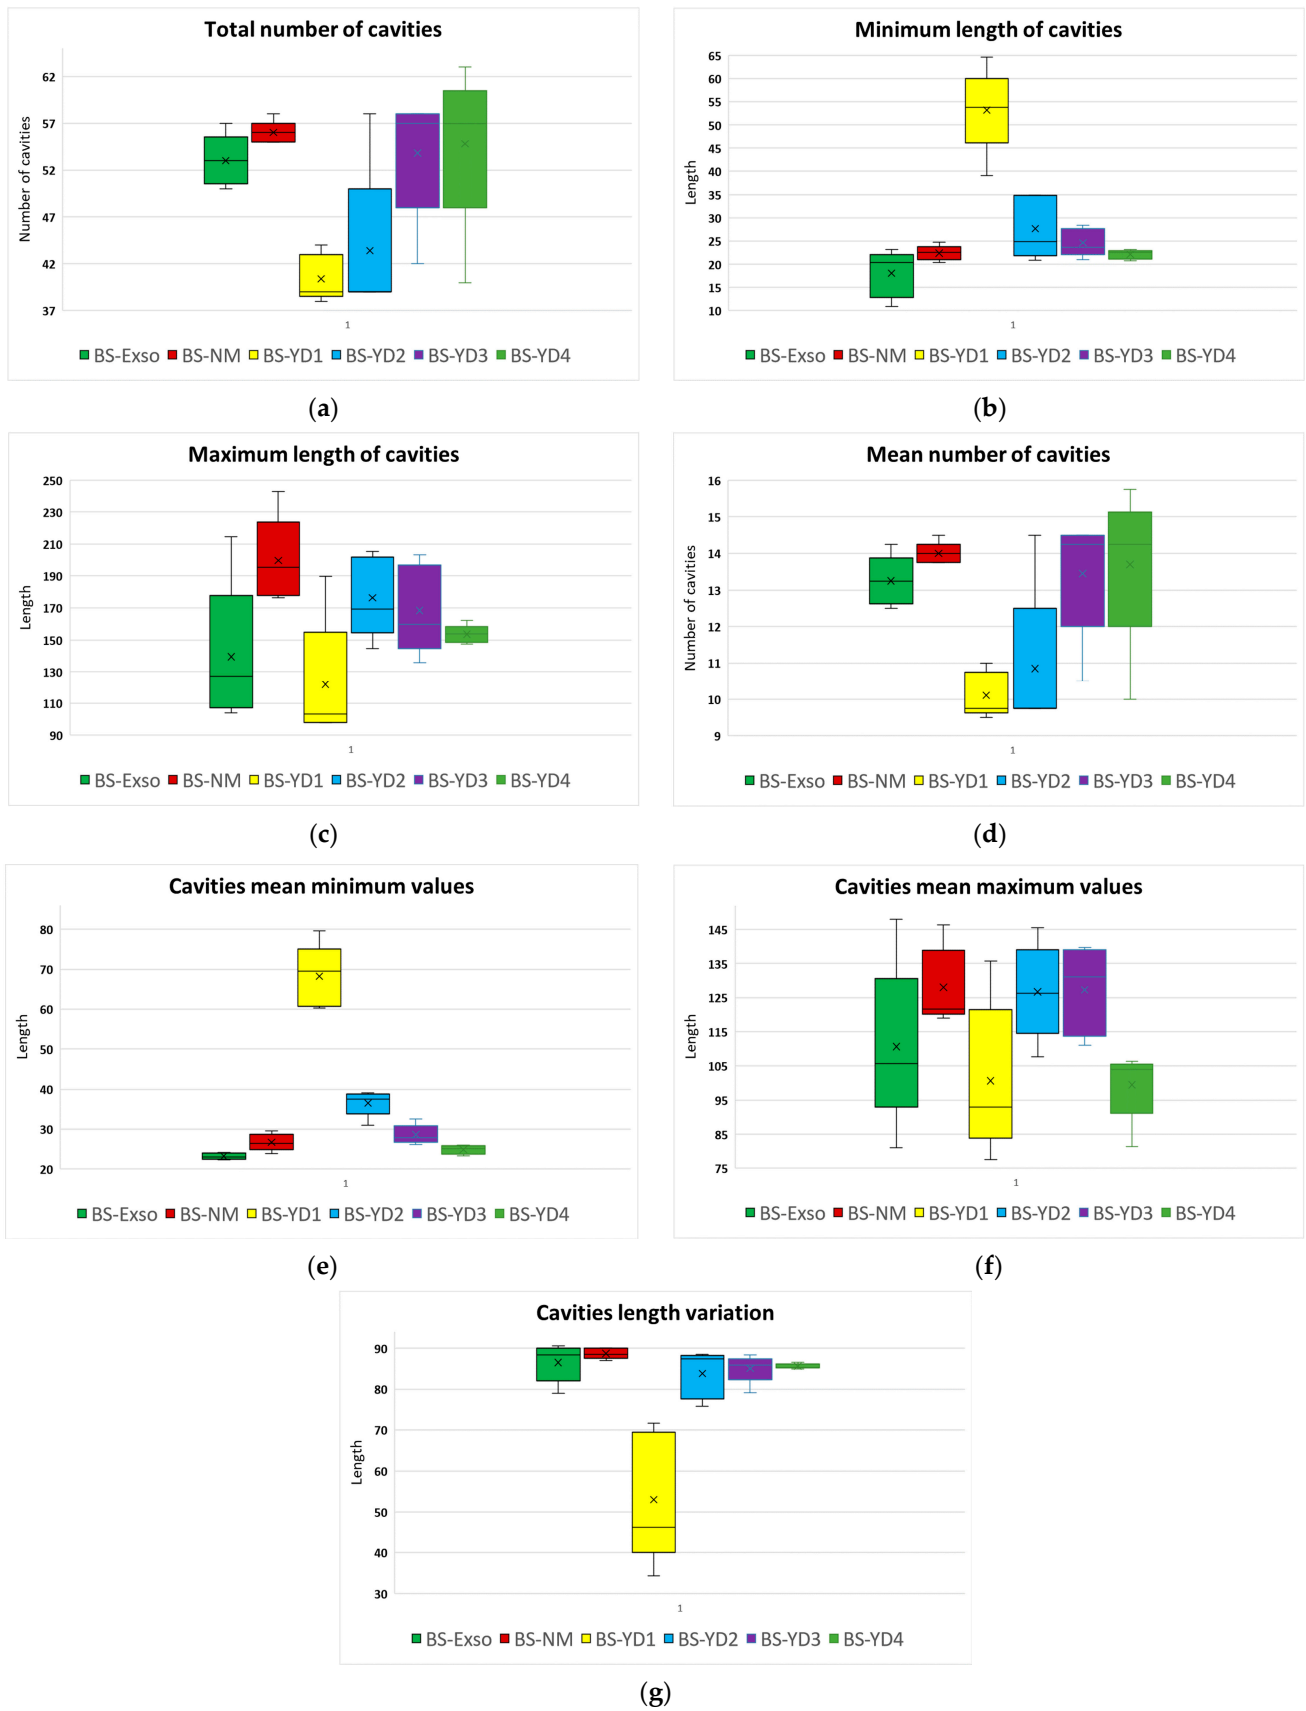 Total number of cavities
Number of cavities
62
57
52
47
42
37
1
BS-Exso BS-NM BS-YD1 BS-YD2 BS-YD3 BS-YD4
(a)
Minimum length of cavities
Length
65
60
55
50
45
40
35
30
25
20
15
10
1
BS-Exso BS-NM BS-YD1 BS-YD2 BS-YD3 BS-YD4
(b)
Maximum length of cavities
Length
250
230
210
190
170
150
130
110
90
1
BS-Exso BS-NM BS-YD1 BS-YD2 BS-YD3 BS-YD4
(c)
Mean number of cavities
Number of cavities
16
15
14
13
12
11
10
9
1
BS-Exso BS-NM BS-YD1 BS-YD2 BS-YD3 BS-YD4
(d)
Cavities mean minimum values
Length
80
70
60
50
40
30
20
1
BS-Exso BS-NM BS-YD1 BS-YD2 BS-YD3 BS-YD4
(e)
Cavities mean maximum values
Length
145
135
125
115
105
95
85
75
1
BS-Exso BS-NM BS-YD1 BS-YD2 BS-YD3 BS-YD4
(f)
Cavities length variation
Length
90
80
70
60
50
40
30
1
BS-Exso BS-NM BS-YD1 BS-YD2 BS-YD3 BS-YD4
(g)